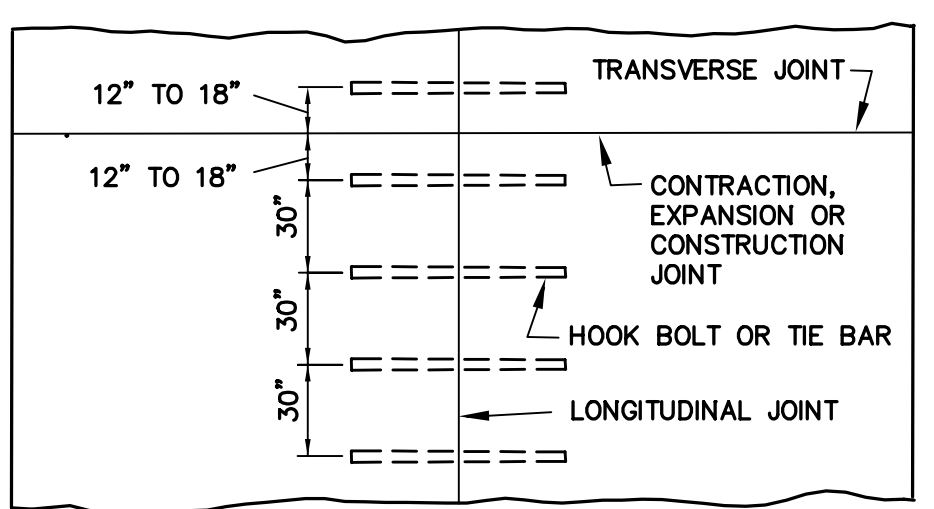 TRANSVERSE JOINT
12" TO 18"
12" TO 18"
CONTRACTION,
EXPANSION OR
CONSTRUCTION
JOINT
30"
30"
HOOK BOLT OR TIE BAR
30"
LONGITUDINAL JOINT